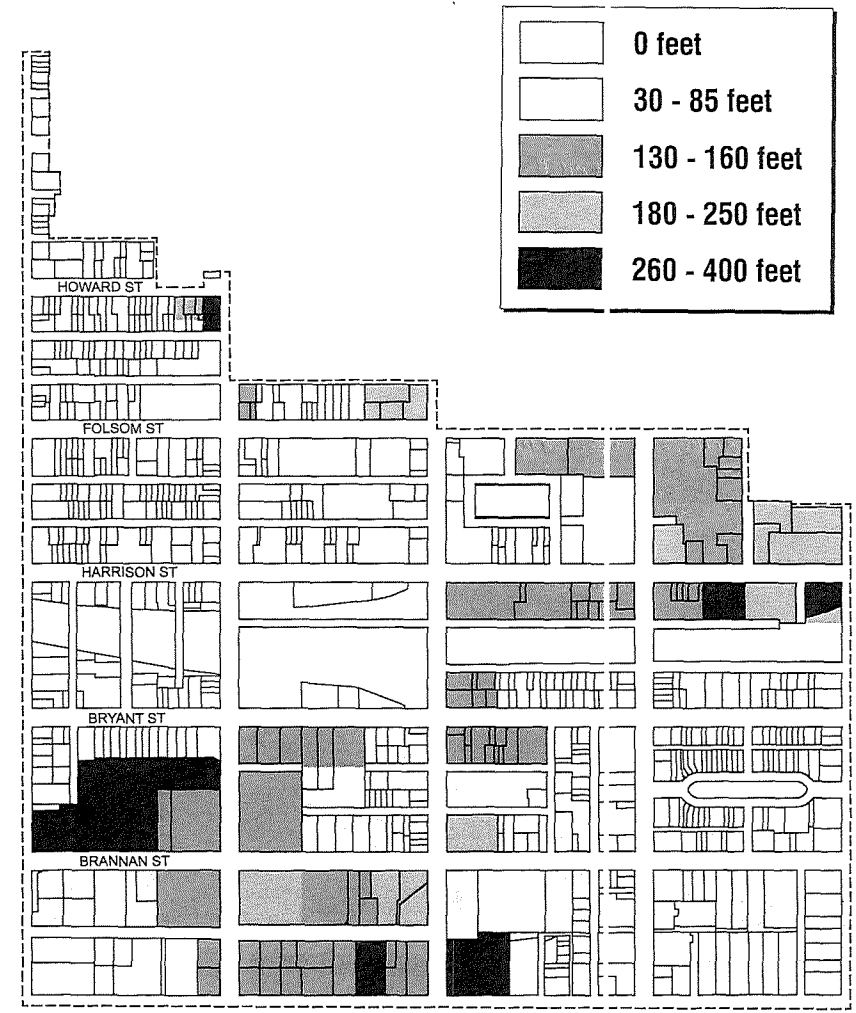 0 feet
30 - 85 feet
130 - 160 feet
180 - 250 feet
260 - 400 feet
HOWARD ST
FOLSOM ST
HARRISON ST
BRYANT ST
BRANNAN ST